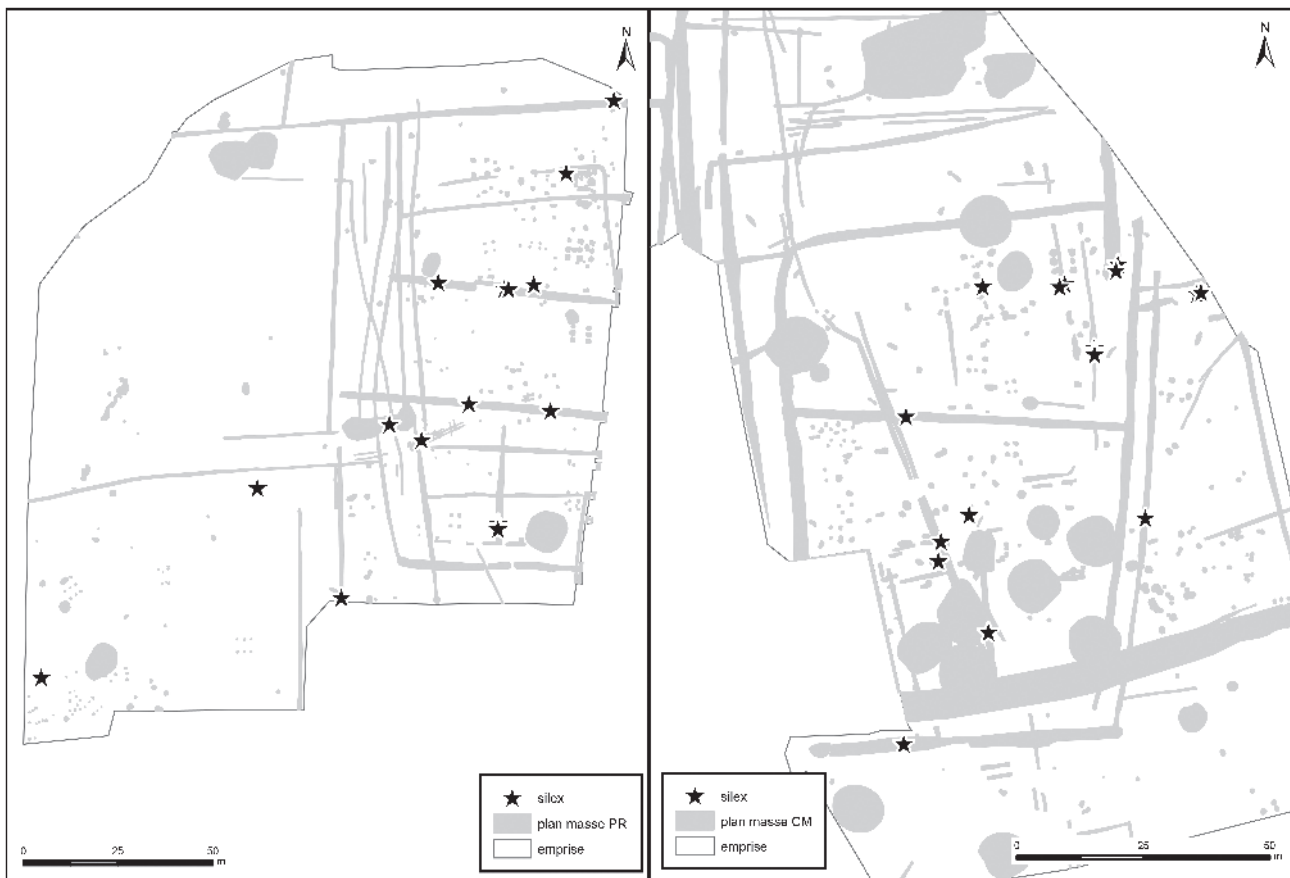 N
silex
plan masse PR
emprise
0 25 50
m
N
silex
plan masse CM
emprise
0 25 50
m